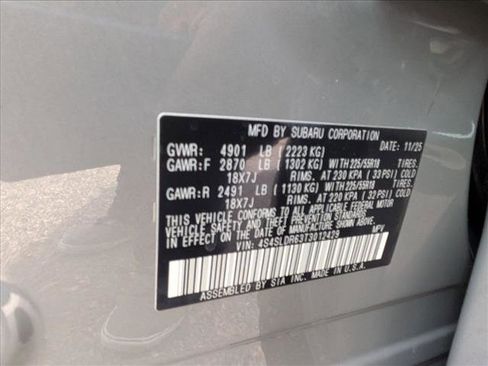 MFD BY SUBARU CORPORATION
GVWR: 4901 LB ( 2223 KG) DATE: 11/25
GAWR:F 2870 LB ( 1302 KG) WITH 225/55R18 TIRES.
18X7J RIMS. AT 230 KPA ( 33 PSI) COLD
GAWR:R 2491 LB ( 1130 KG) WITH 225/55R18 TIRES.
18X7J RIMS. AT 220 KPA ( 32 PSI) COLD
THIS VEHICLE CONFORMS TO ALL APPLICABLE FEDERAL MOTOR
VEHICLE SAFETY AND THEFT PREVENTION STANDARDS
IN EFFECT ON THE DATE OF MANUFACTURE SHOWN ABOVE.
VIN: 4S4SLDR63T3012429 MPV
ASSEMBLED BY SIA INC. MADE IN U.S.A.